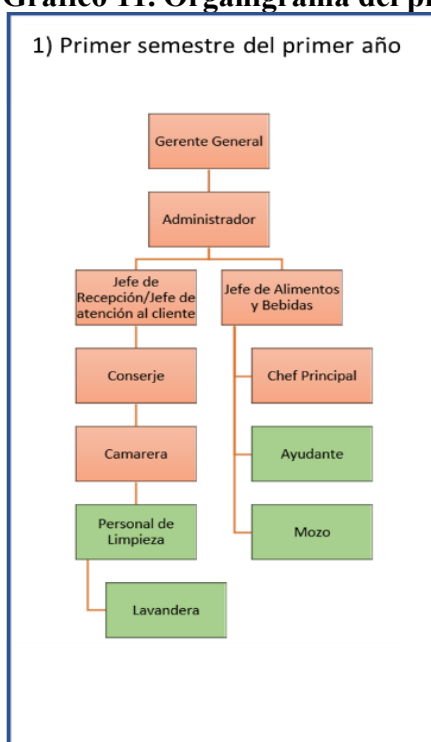 Gráfico 11. Organigrama del
1) Primer semestre del primer año
Gerente General
Administrador
Jefe de
Recepción/Jefe de
atención al cliente
Jefe de Alimentos
y Bebidas
Conserje
Chef Principal
Camarera
Ayudante
Personal de
Limpieza
Mozo
Lavandera